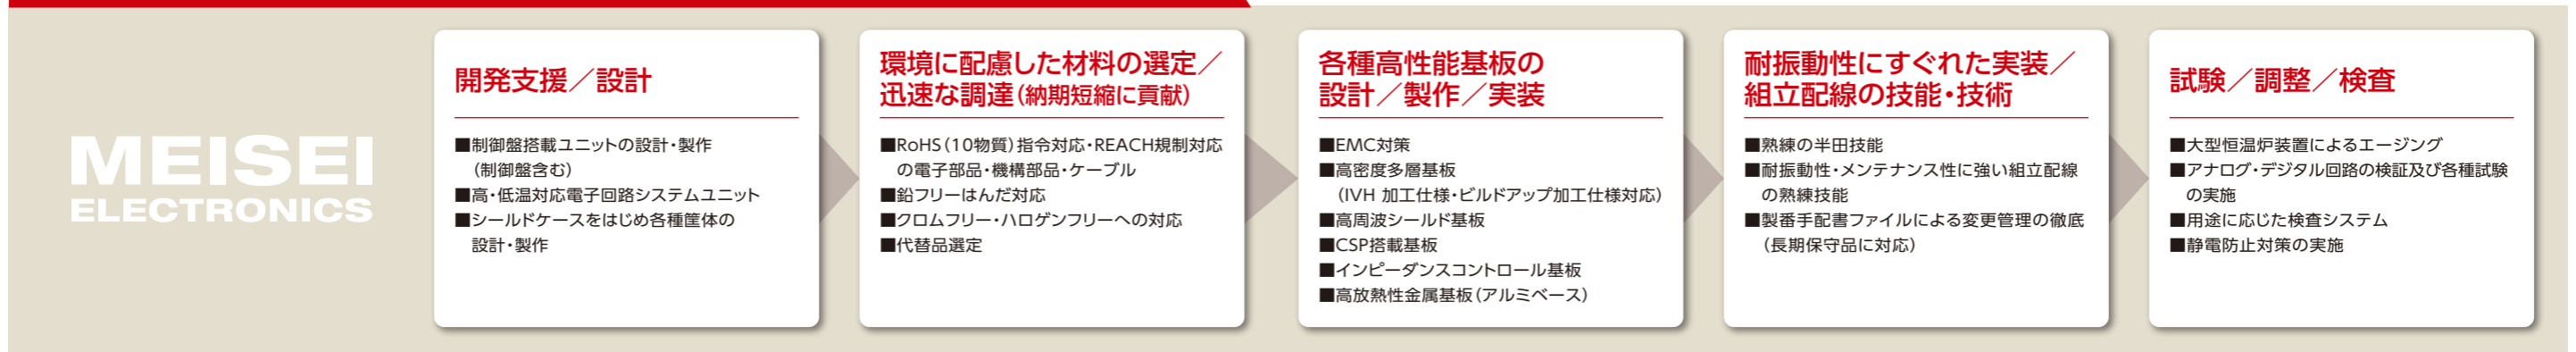 MEISEI
ELECTRONICS
開発支援／設計
■制御盤搭載ユニットの設計・製作
（制御盤含む）
■高・低温対応電子回路システムユニット
■シールドケースをはじめ各種筐体の
設計・製作
環境に配慮した材料の選定／
迅速な調達（納期短縮に貢献）
■RoHS（10物質）指令対応・REACH規制対応
の電子部品・機構部品・ケーブル
■鉛フリーはんだ対応
■クロムフリー・ハロゲンフリーへの対応
■代替品選定
各種高性能基板の
設計／製作／実装
■EMC対策
■高密度多層基板
（IVH 加工仕様・ビルドアップ加工仕様対応）
■高周波シールド基板
■CSP搭載基板
■インピーダンスコントロール基板
■高放熱性金属基板（アルミベース）
耐振動性にすぐれた実装／
組立配線の技能・技術
■熟練の半田技能
■耐振動性・メンテナンス性に強い組立配線
の熟練技能
■製番手配書ファイルによる変更管理の徹底
（長期保守品に対応）
試験／調整／検査
■大型恒温炉装置によるエージング
■アナログ・デジタル回路の検証及び各種試験
の実施
■用途に応じた検査システム
■静電防止対策の実施